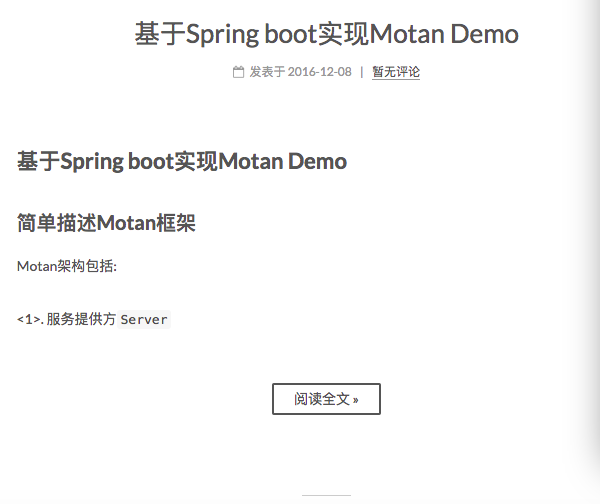 基于Spring boot实现Motan Demo
发表于 2016-12-08 | 暂无评论
基于Spring boot实现Motan Demo
简单描述Motan框架
Motan架构包括:
<1>. 服务提供方 Server
阅读全文 »